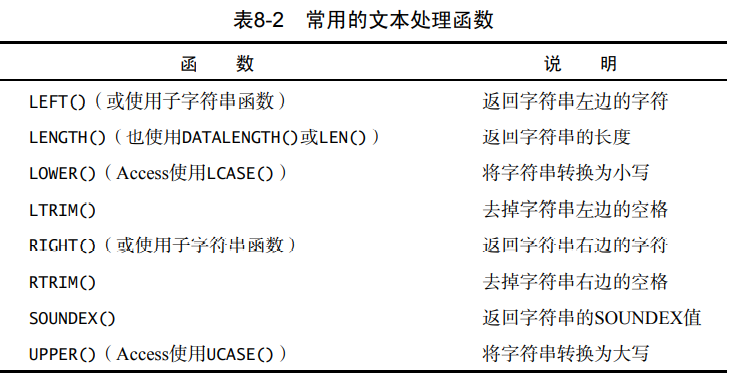 表8-2 常用的文本处理函数
函 数 说 明
LEFT()（或使用子字符串函数） 返回字符串左边的字符
LENGTH()（也使用DATALENGTH()或LEN()） 返回字符串的长度
LOWER()（Access使用LCASE()） 将字符串转换为小写
LTRIM() 去掉字符串左边的空格
RIGHT()（或使用子字符串函数） 返回字符串右边的字符
RTRIM() 去掉字符串右边的空格
SOUNDEX() 返回字符串的SOUNDEX值
UPPER()（Access使用UCASE()） 将字符串转换为大写